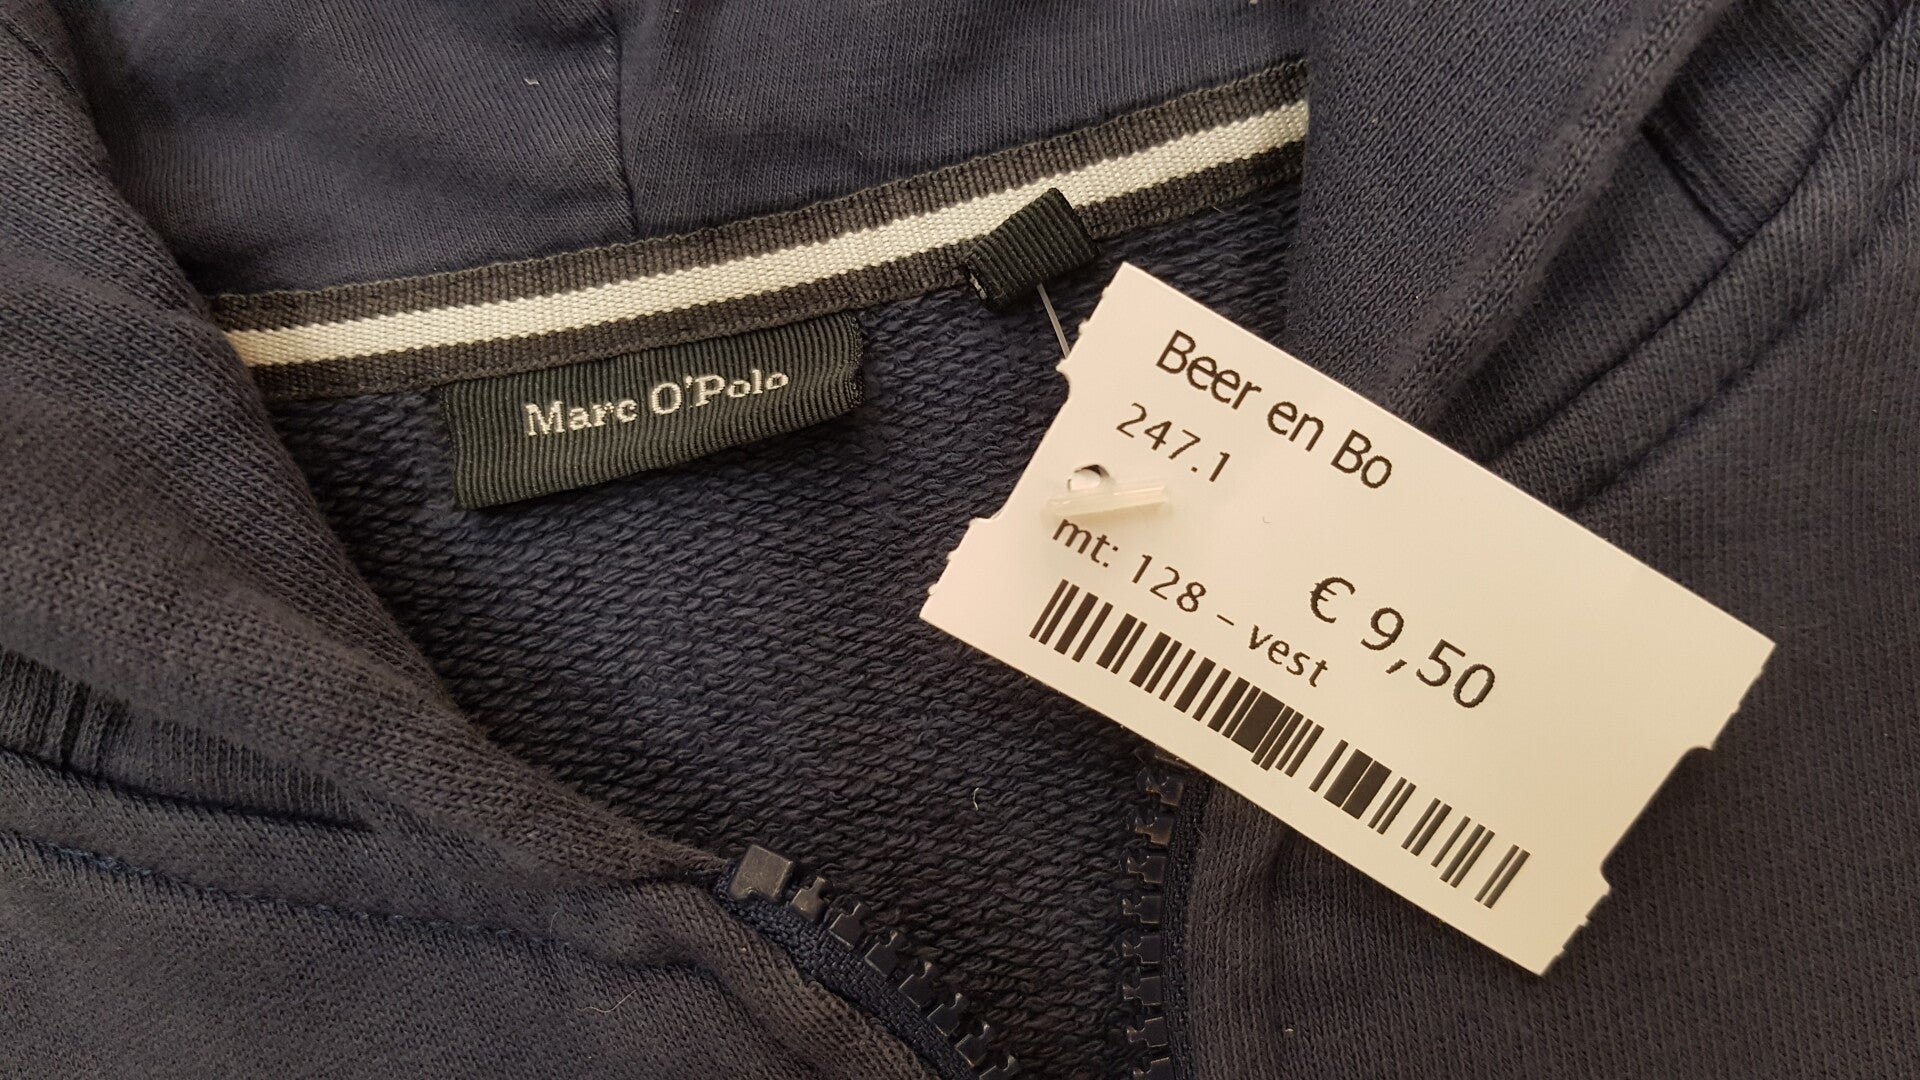 Marc O'Polo
Beer en Bo
247.1
€ 9,50
mt: 128 – vest